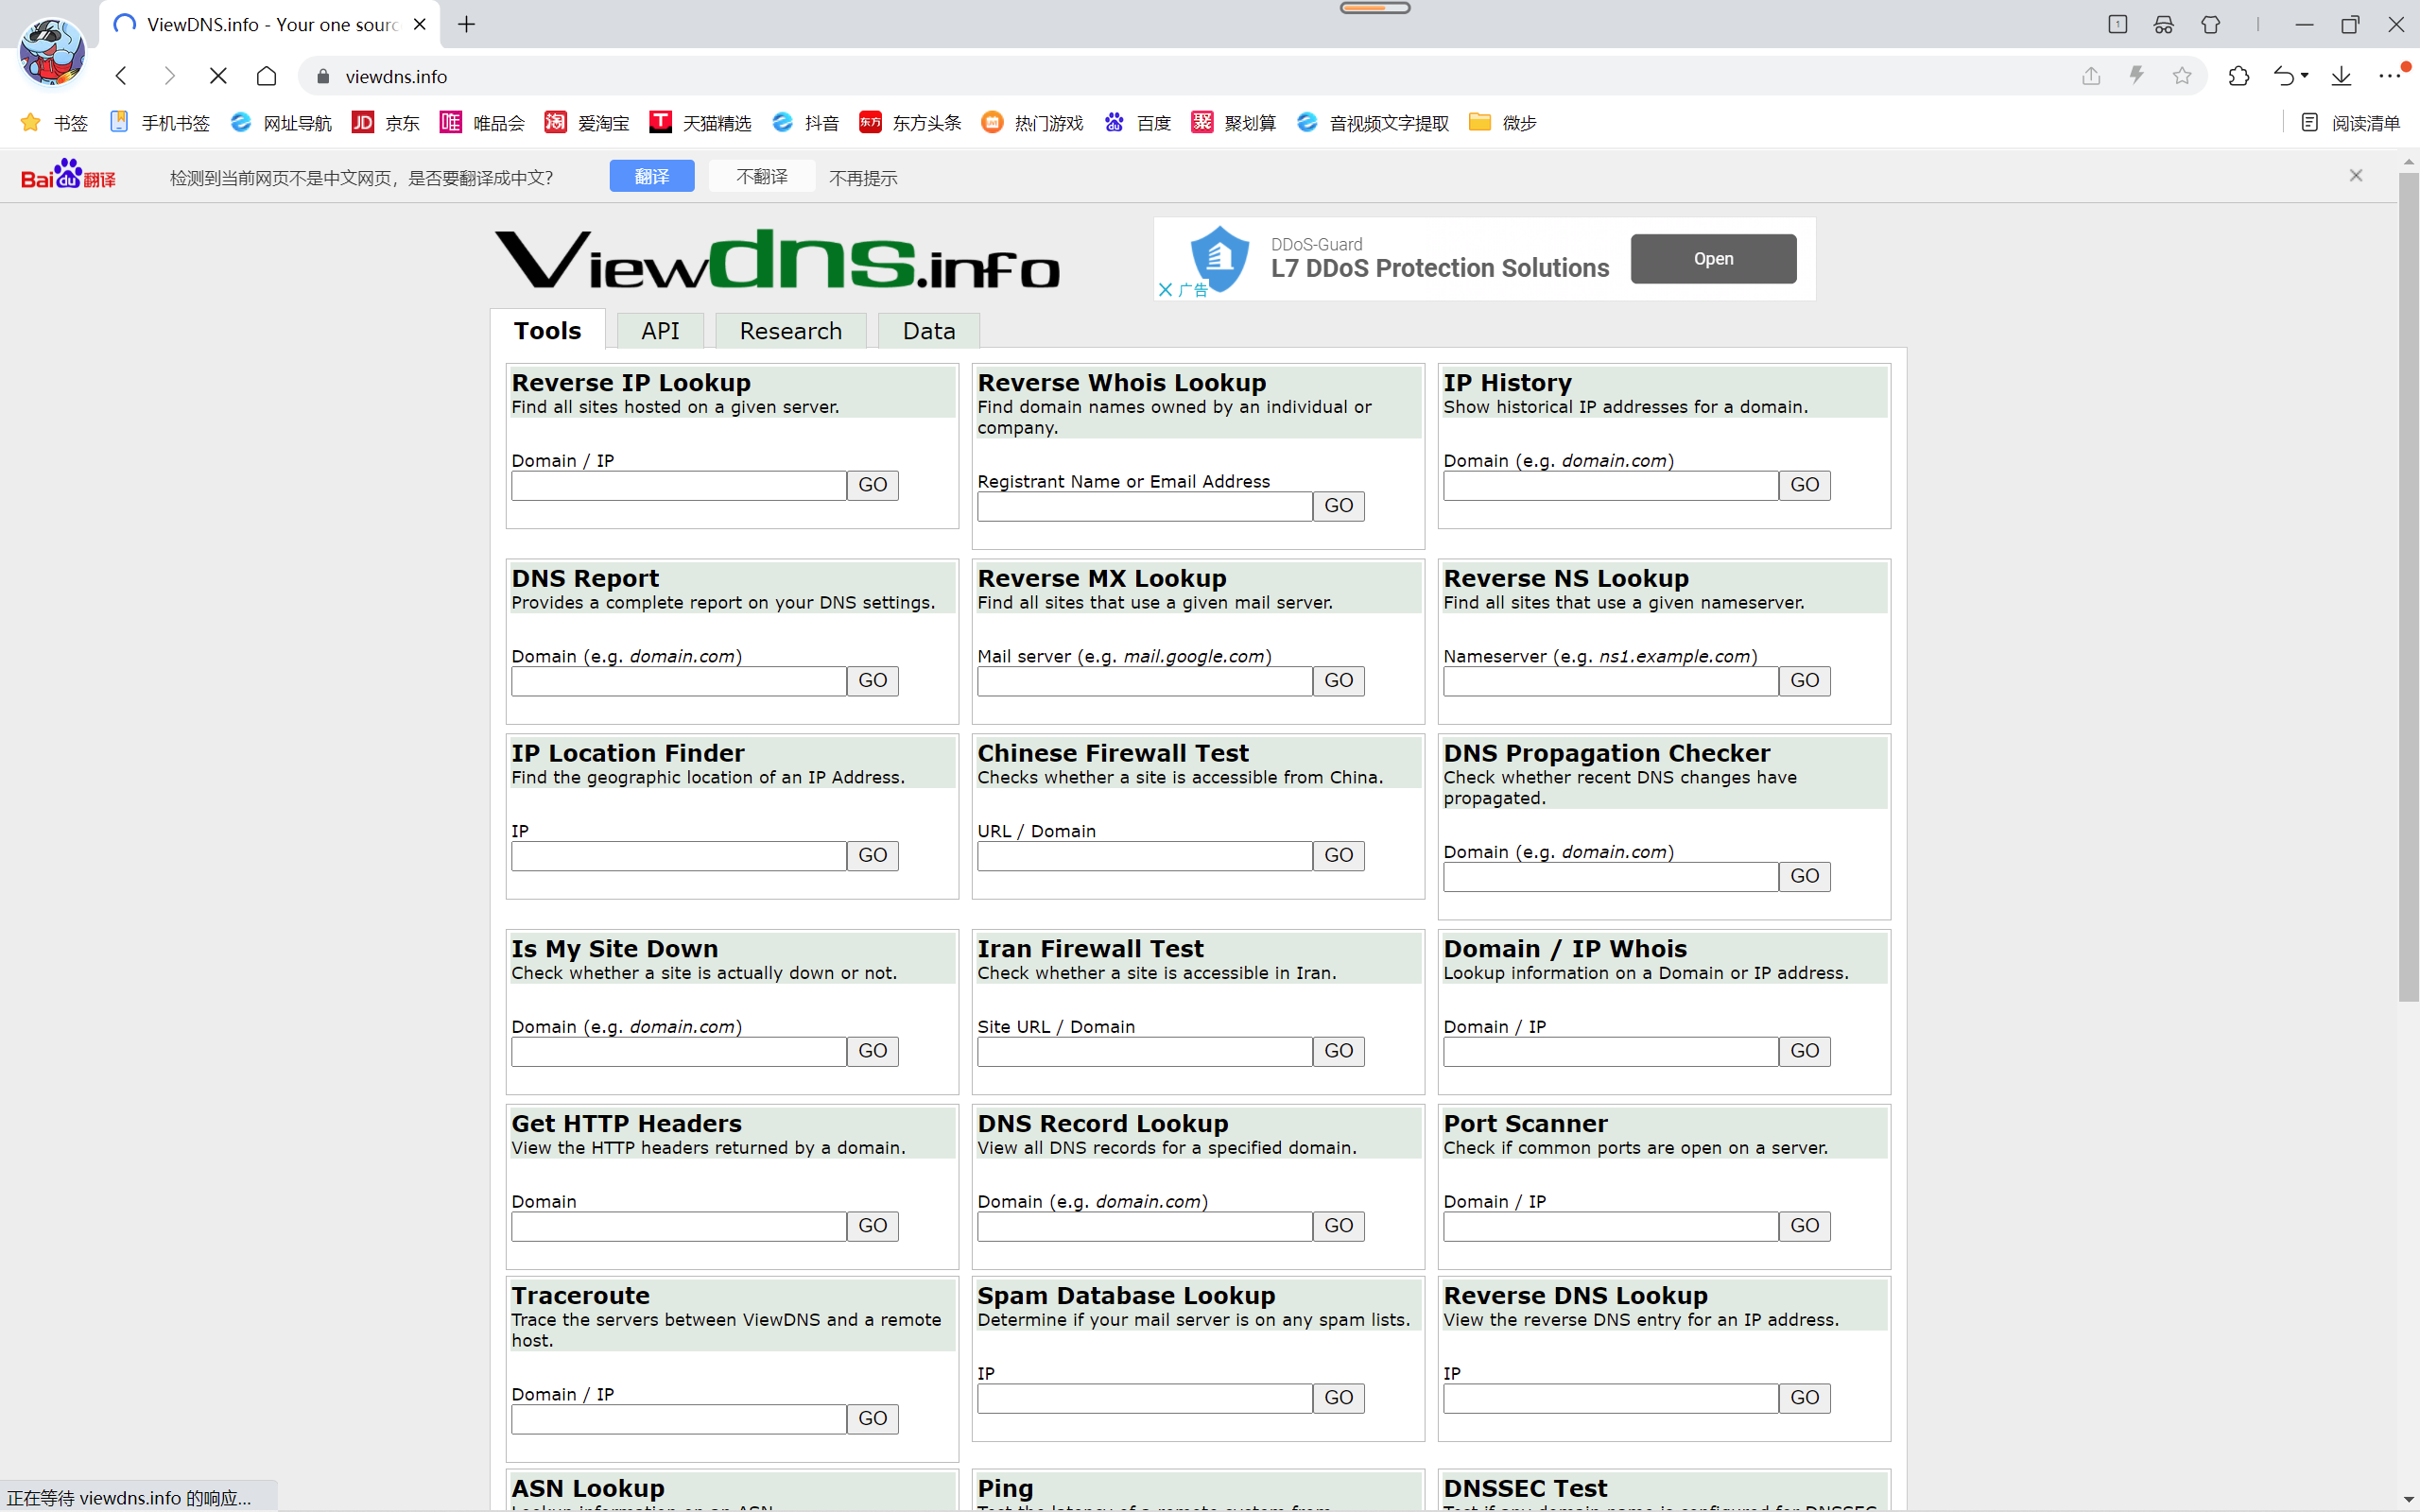 ViewDNS.info - Your one sourc
1
viewdns.info
书签 手机书签 网址导航 JD 京东 唯 唯品会 淘 爱淘宝 T 天猫精选 抖音 东方 东方头条 热门游戏 百度 聚 聚划算 音视频文字提取 微步 阅读清单
Baidu翻译 检测到当前网页不是中文网页，是否要翻译成中文？ 翻译 不翻译 不再提示
Viewdns.info
DDoS-Guard
L7 DDoS Protection Solutions
Open
广告
Tools API Research Data
Reverse IP Lookup
Find all sites hosted on a given server.
Domain / IP
GO
Reverse Whois Lookup
Find domain names owned by an individual or
company.
Registrant Name or Email Address
GO
IP History
Show historical IP addresses for a domain.
Domain (e.g. domain.com)
GO
DNS Report
Provides a complete report on your DNS settings.
Domain (e.g. domain.com)
GO
Reverse MX Lookup
Find all sites that use a given mail server.
Mail server (e.g. mail.google.com)
GO
Reverse NS Lookup
Find all sites that use a given nameserver.
Nameserver (e.g. ns1.example.com)
GO
IP Location Finder
Find the geographic location of an IP Address.
IP
GO
Chinese Firewall Test
Checks whether a site is accessible from China.
URL / Domain
GO
DNS Propagation Checker
Check whether recent DNS changes have
propagated.
Domain (e.g. domain.com)
GO
Is My Site Down
Check whether a site is actually down or not.
Domain (e.g. domain.com)
GO
Iran Firewall Test
Check whether a site is accessible in Iran.
Site URL / Domain
GO
Domain / IP Whois
Lookup information on a Domain or IP address.
Domain / IP
GO
Get HTTP Headers
View the HTTP headers returned by a domain.
Domain
GO
DNS Record Lookup
View all DNS records for a specified domain.
Domain (e.g. domain.com)
GO
Port Scanner
Check if common ports are open on a server.
Domain / IP
GO
Traceroute
Trace the servers between ViewDNS and a remote
host.
Domain / IP
GO
Spam Database Lookup
Determine if your mail server is on any spam lists.
IP
GO
Reverse DNS Lookup
View the reverse DNS entry for an IP address.
IP
GO
ASN Lookup
Ping
DNSSEC Test
正在等待 viewdns.info 的响应...